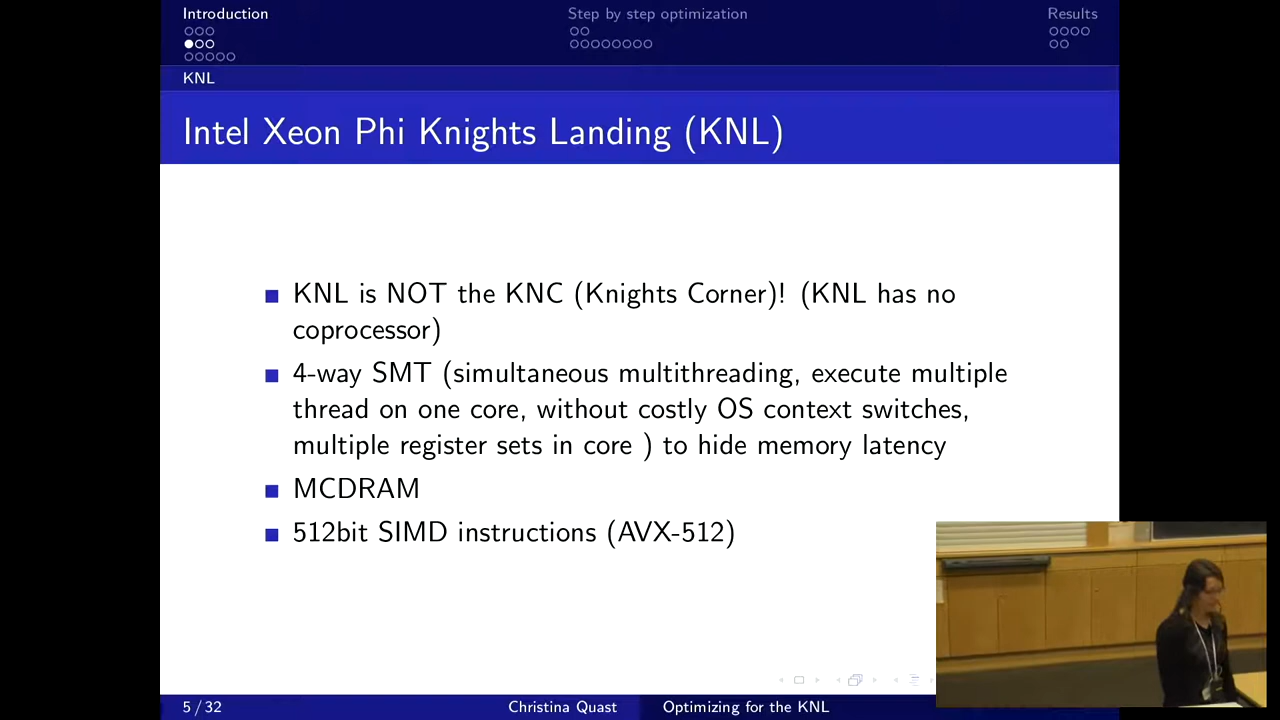 Introduction
Step by step optimization
Results
KNL
Intel Xeon Phi Knights Landing (KNL)
KNL is NOT the KNC (Knights Corner)! (KNL has no
coprocessor)
4-way SMT (simultaneous multithreading, execute multiple
thread on one core, without costly OS context switches,
multiple register sets in core ) to hide memory latency
MCDRAM
512bit SIMD instructions (AVX-512)
5 / 32
Christina Quast
Optimizing for the KNL